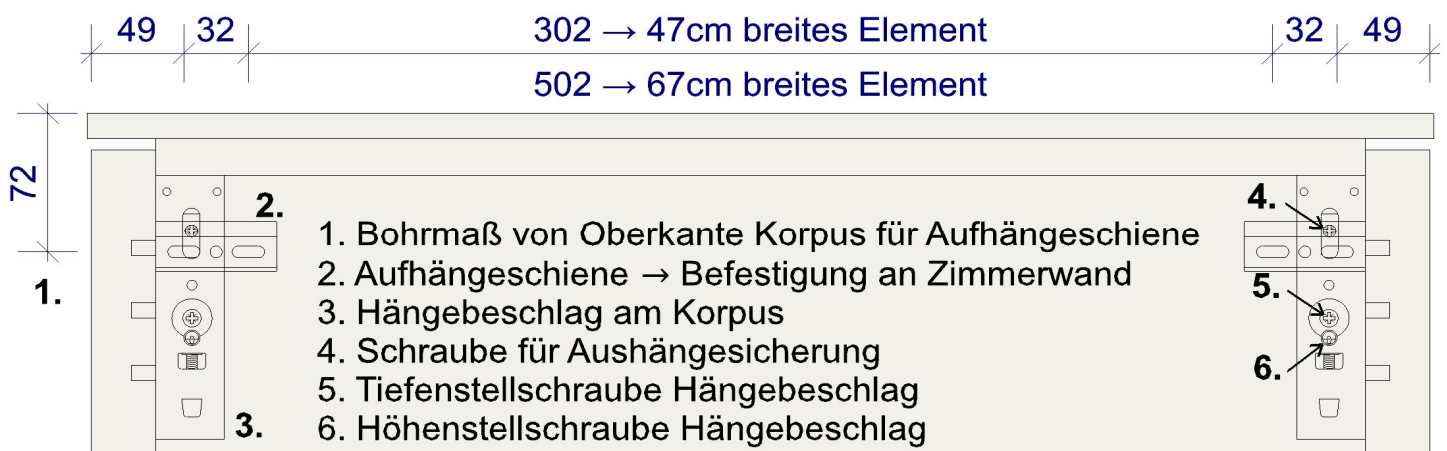 49 32 302 → 47cm breites Element 32 49
502 → 67cm breites Element
72
2.
4.
1. Bohrmaß von Oberkante Korpus für Aufhängeschiene
2. Aufhängeschiene → Befestigung an Zimmerwand
1.
5.
3. Hängebeschlag am Korpus
4. Schraube für Aushängesicherung
6.
5. Tiefenstellschraube Hängebeschlag
3.
6. Höhenstellschraube Hängebeschlag